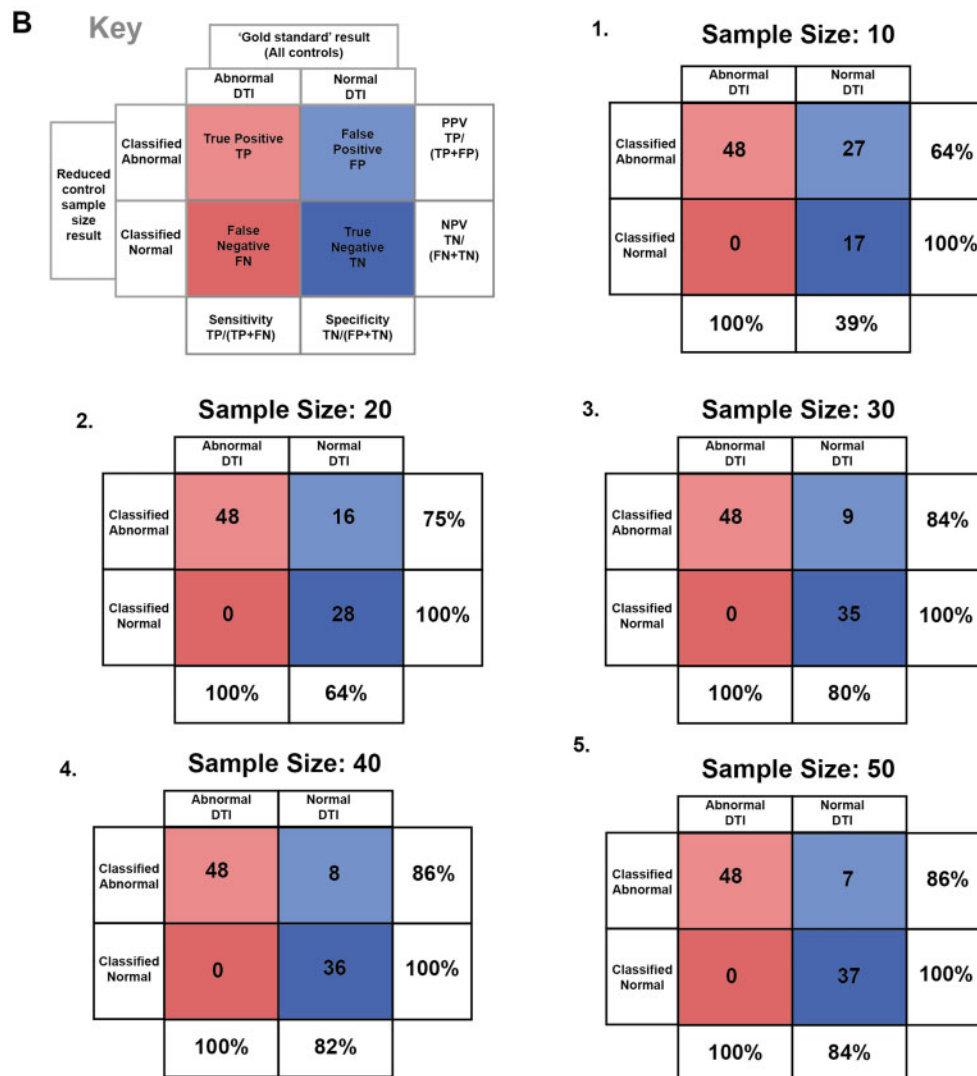 B
Key
'Gold standard' result
(All controls)
Abnormal
DTI
Normal
DTI
Reduced
control
sample
size
result
Classified
Abnormal
True Positive
TP
False
Positive
FP
PPV
TP/
(TP+FP)
Classified
Normal
False
Negative
FN
True
Negative
TN
NPV
TN/
(FN+TN)
Sensitivity
TP/(TP+FN)
Specificity
TN/(FP+TN)
1.
Sample Size: 10
Abnormal
DTI
Normal
DTI
Classified
Abnormal
48
27
64%
Classified
Normal
0
17
100%
100%
39%
2.
Sample Size: 20
Abnormal
DTI
Normal
DTI
Classified
Abnormal
48
16
75%
Classified
Normal
0
28
100%
100%
64%
3.
Sample Size: 30
Abnormal
DTI
Normal
DTI
Classified
Abnormal
48
9
84%
Classified
Normal
0
35
100%
100%
80%
4.
Sample Size: 40
Abnormal
DTI
Normal
DTI
Classified
Abnormal
48
8
86%
Classified
Normal
0
36
100%
100%
82%
5.
Sample Size: 50
Abnormal
DTI
Normal
DTI
Classified
Abnormal
48
7
86%
Classified
Normal
0
37
100%
100%
84%